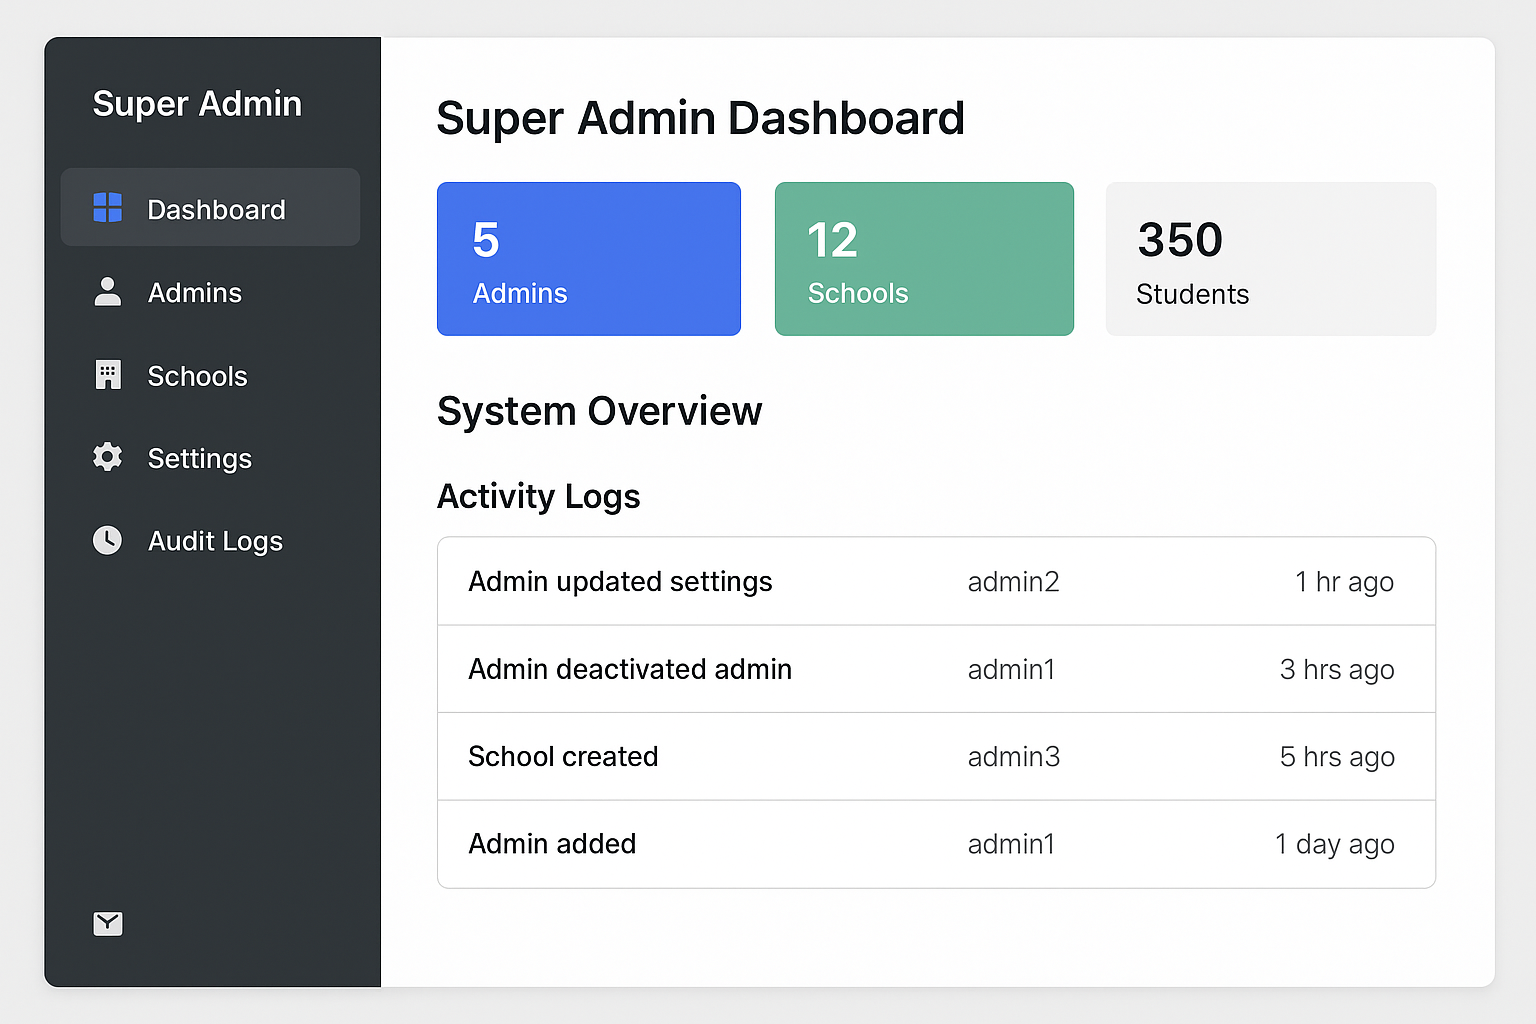 Super Admin
Dashboard
Admins
Schools
Settings
Audit Logs
Super Admin Dashboard
5
Admins
12
Schools
350
Students
System Overview
Activity Logs
Admin updated settings admin2 1 hr ago
Admin deactivated admin admin1 3 hrs ago
School created admin3 5 hrs ago
Admin added admin1 1 day ago